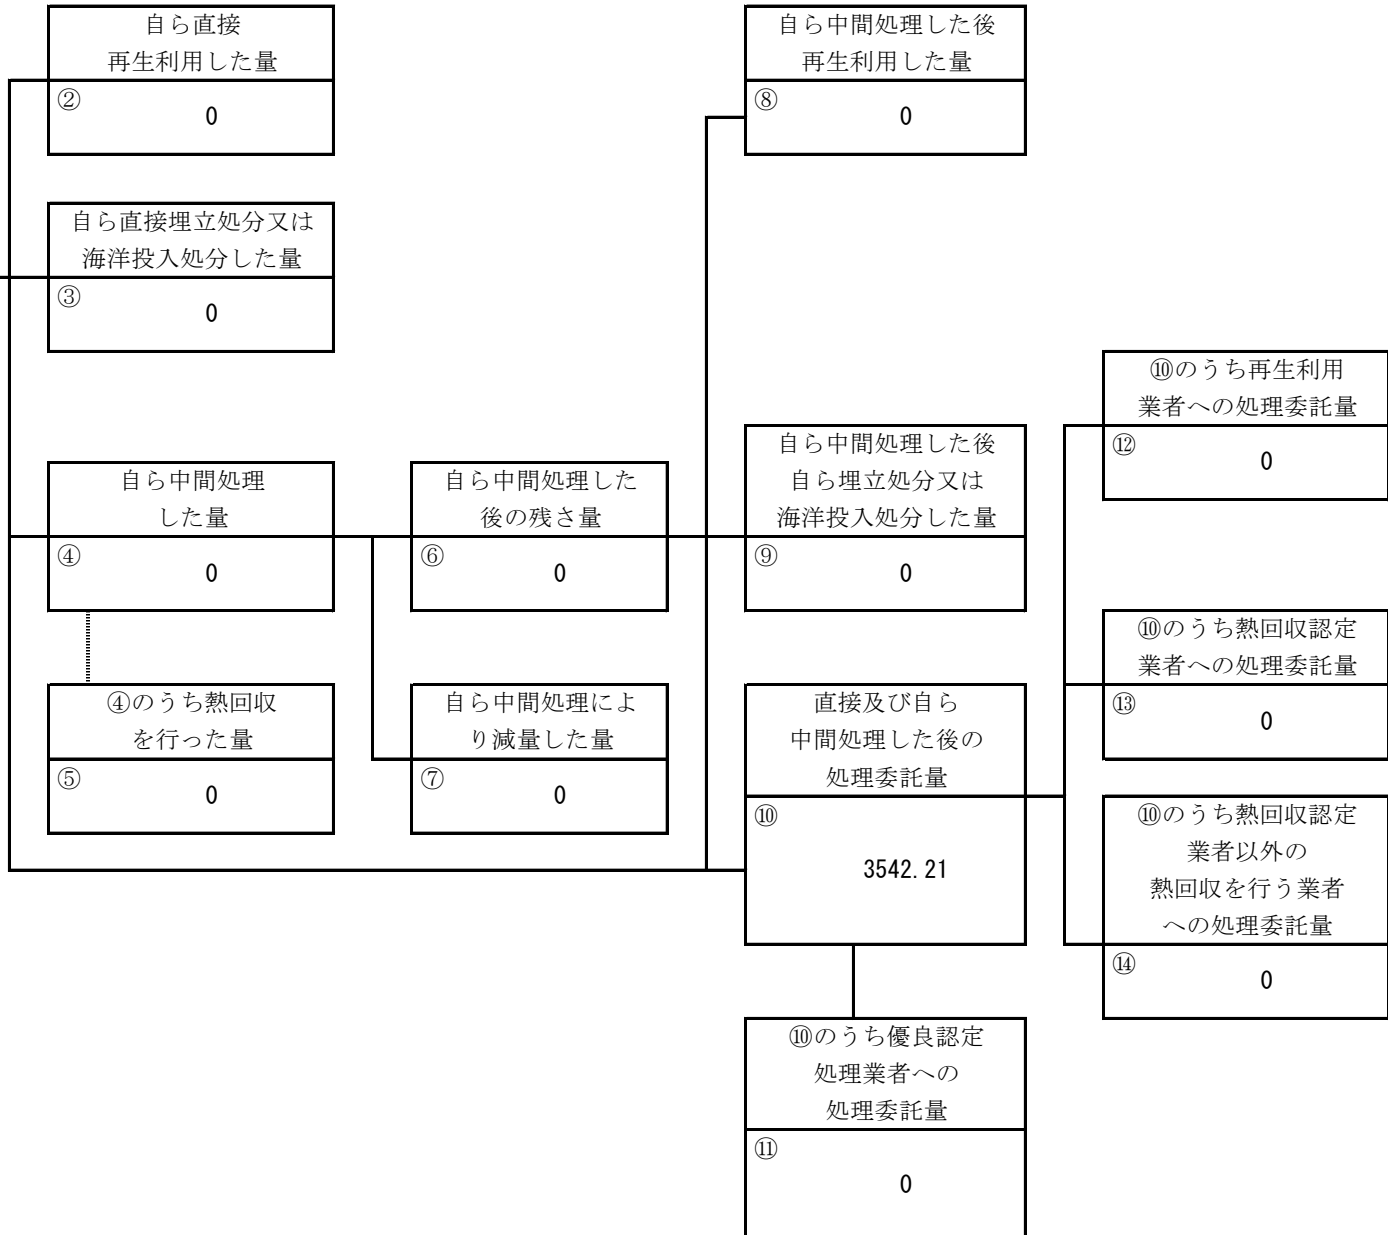 自ら直接
再生利用した量
②
0
自ら中間処理した後
再生利用した量
⑧
0
自ら直接埋立処分又は
海洋投入処分した量
③
0
⑩のうち再生利用
業者への処理委託量
⑫
0
自ら中間処理
した量
④
0
自ら中間処理した
後の残さ量
⑥
0
自ら中間処理した後
自ら埋立処分又は
海洋投入処分した量
⑨
0
⑩のうち熱回収認定
業者への処理委託量
⑬
0
④のうち熱回収
を行った量
⑤
0
自ら中間処理によ
り減量した量
⑦
0
直接及び自ら
中間処理した後の
処理委託量
⑩
3542.21
⑩のうち熱回収認定
業者以外の
熱回収を行う業者
への処理委託量
⑭
0
⑩のうち優良認定
処理業者への
処理委託量
⑪
0